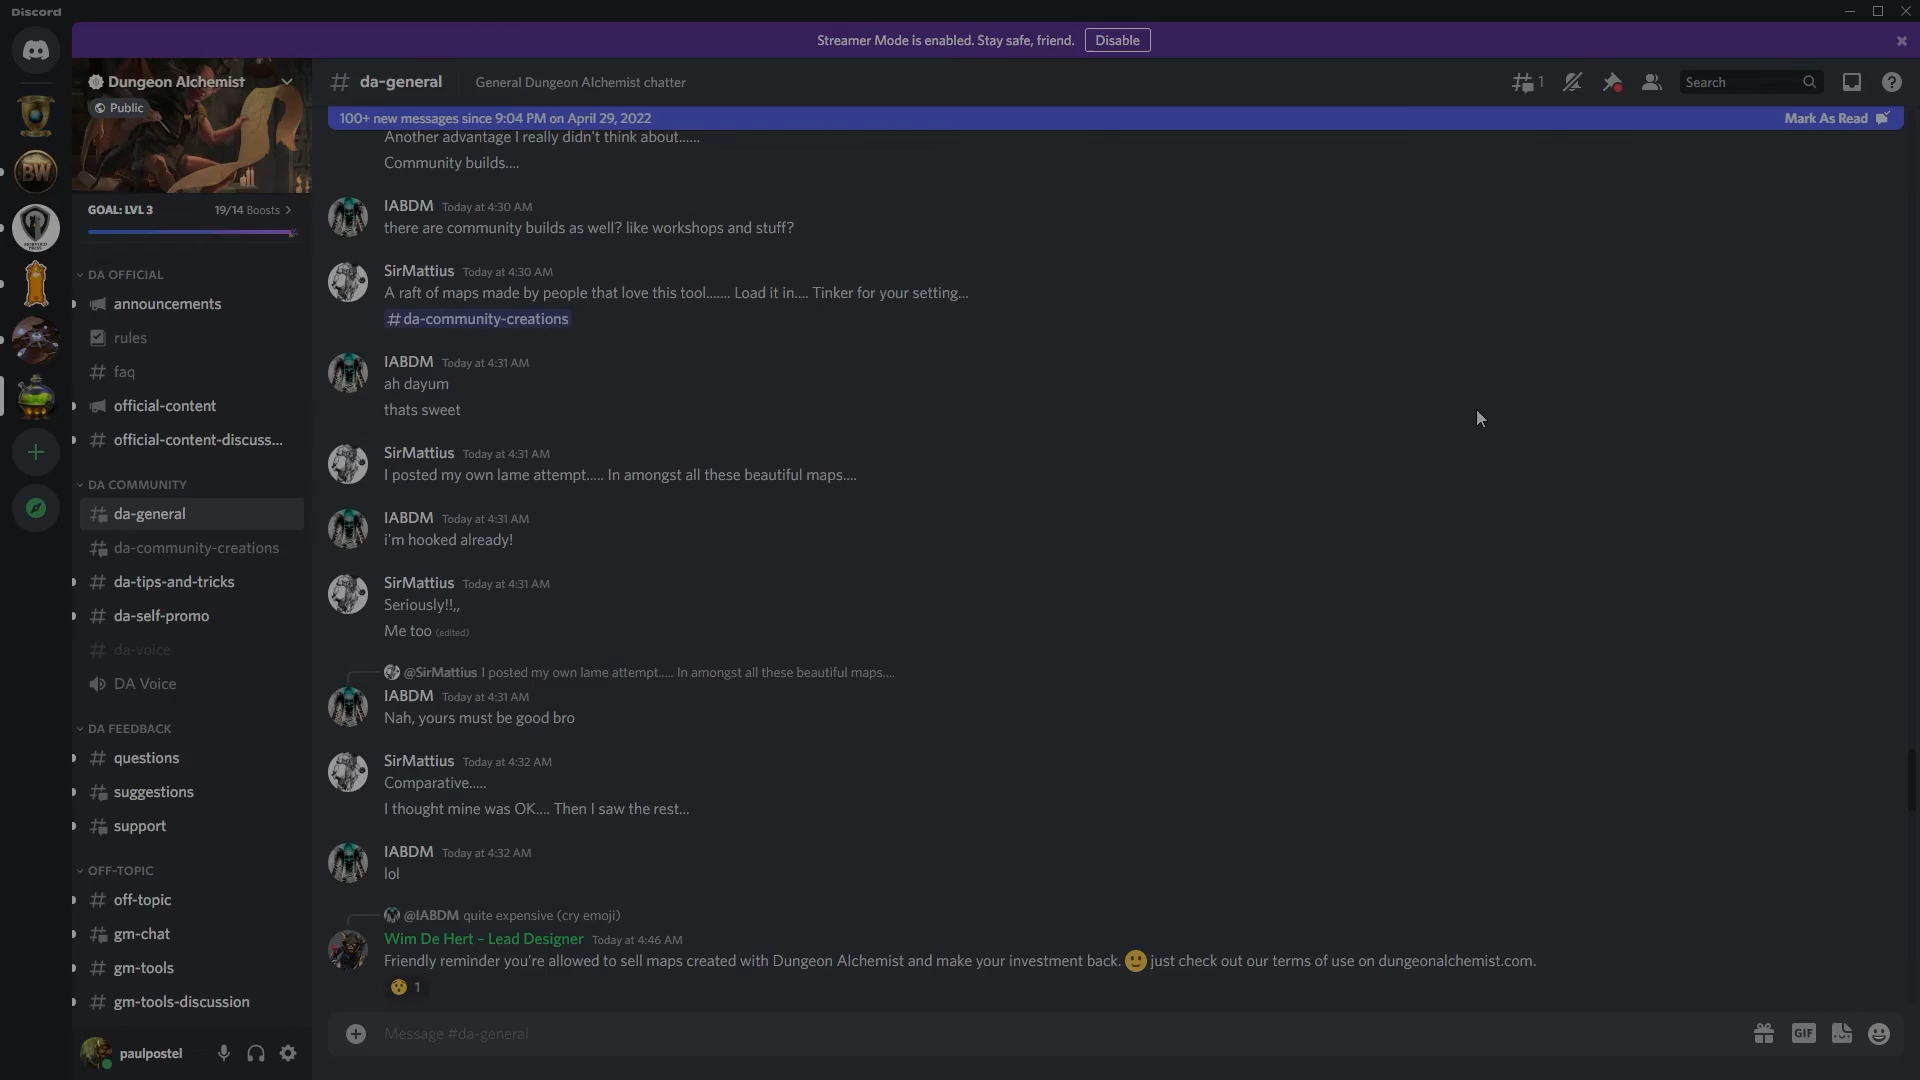 Discord
Streamer Mode is enabled. Stay safe, friend.
Disable
Dungeon Alchemist
Public
GOAL: LVL 3
19/14 Boosts
DA OFFICIAL
announcements
rules
faq
official-content
official-content-discuss...
DA COMMUNITY
da-general
da-community-creations
da-tips-and-tricks
da-self-promo
da-voice
DA Voice
DA FEEDBACK
questions
suggestions
support
OFF-TOPIC
off-topic
gm-chat
gm-tools
gm-tools-discussion
paulpostel
BW
da-general
General Dungeon Alchemist chatter
1
Search
100+ new messages since 9:04 PM on April 29, 2022
Mark As Read
Another advantage I really didn't think about......
Community builds....
IABDM Today at 4:30 AM
there are community builds as well? like workshops and stuff?
SirMattius Today at 4:30 AM
A raft of maps made by people that love this tool....... Load it in.... Tinker for your setting...
#da-community-creations
IABDM Today at 4:31 AM
ah dayum
thats sweet
SirMattius Today at 4:31 AM
I posted my own lame attempt..... In amongst all these beautiful maps....
IABDM Today at 4:31 AM
i'm hooked already!
SirMattius Today at 4:31 AM
Seriously!!,,
Me too (edited)
@SirMattius I posted my own lame attempt..... In amongst all these beautiful maps....
IABDM Today at 4:31 AM
Nah, yours must be good bro
SirMattius Today at 4:32 AM
Comparative.....
I thought mine was OK.... Then I saw the rest...
IABDM Today at 4:32 AM
lol
@IABDM quite expensive (cry emoji)
Wim De Hert – Lead Designer Today at 4:46 AM
Friendly reminder you're allowed to sell maps created with Dungeon Alchemist and make your investment back. 🙂 just check out our terms of use on dungeonalchemist.com.
😯 1
Message #da-general
GIF